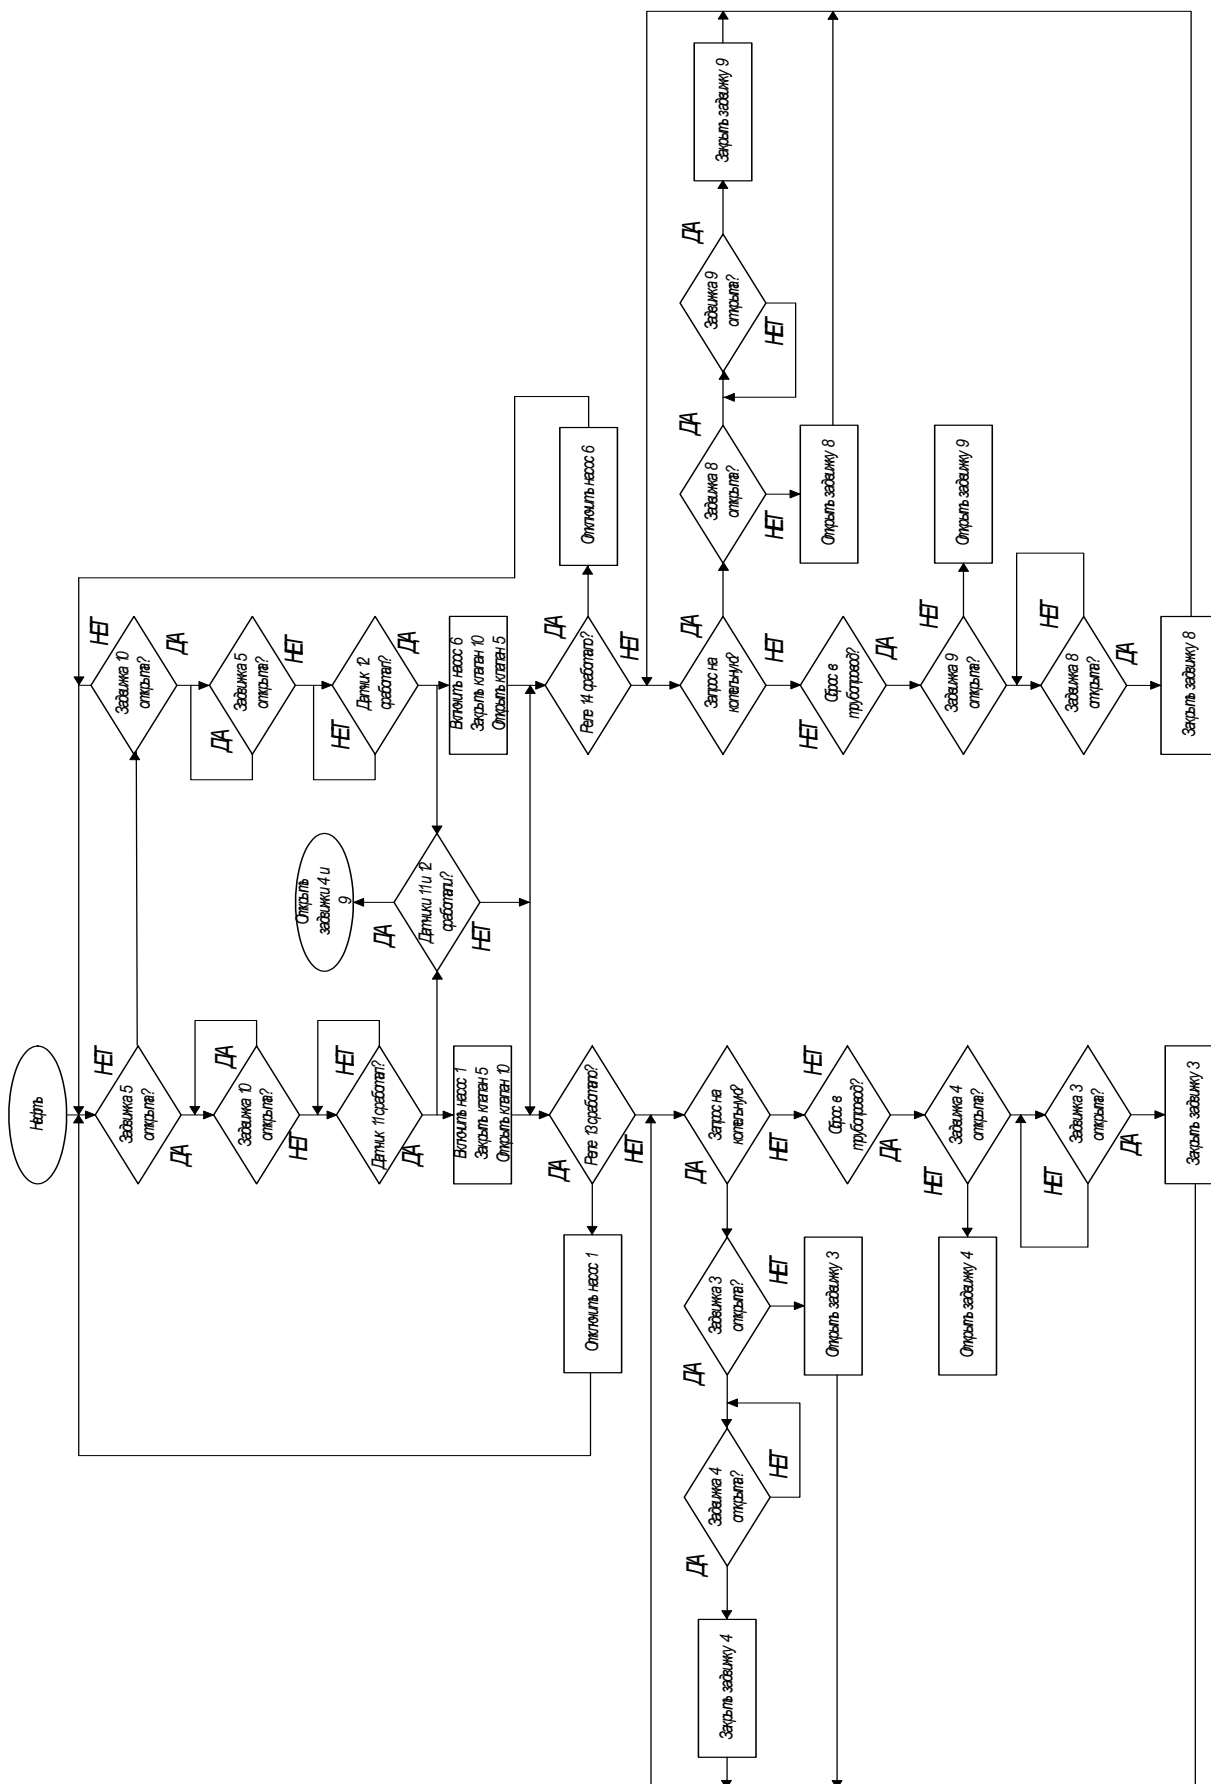 Нефть
Задвижка 5
открыта?
НЕТ
ДА
Задвижка 10
открыта?
НЕТ
ДА
Задвижка 10
открыта?
ДА
НЕТ
Задвижка 5
открыта?
ДА
НЕТ
Датчик 11 сработал?
НЕТ
ДА
Открыть
задвижки 4 и
9
Датчик 12
сработал?
НЕТ
ДА
Датчики 11 и 12
сработали?
ДА
НЕТ
Включить насос 1
Закрыть клапан 5
Открыть клапан 10
Включить насос 6
Закрыть клапан 10
Открыть клапан 5
Отключить насос 1
ДА
Реле 13 сработало?
НЕТ
Реле 14 сработало?
ДА
НЕТ
Отключить насос 6
Закрыть задвижку 4
ДА
Задвижка 4
открыта?
НЕТ
ДА
Задвижка 3
открыта?
НЕТ
ДА
Запрос на
котельную?
НЕТ
Запрос на
котельную?
ДА
НЕТ
Задвижка 8
открыта?
ДА
НЕТ
Задвижка 9
открыта?
ДА
НЕТ
Закрыть задвижку 9
Открыть задвижку 3
Сброс в
трубопровод?
НЕТ
ДА
Сброс в
трубопровод?
НЕТ
ДА
Открыть задвижку 8
Открыть задвижку 4
НЕТ
Задвижка 4
открыта?
Задвижка 9
открыта?
НЕТ
Открыть задвижку 9
НЕТ
Задвижка 3
открыта?
ДА
Задвижка 8
открыта?
НЕТ
ДА
Закрыть задвижку 3
Закрыть задвижку 8